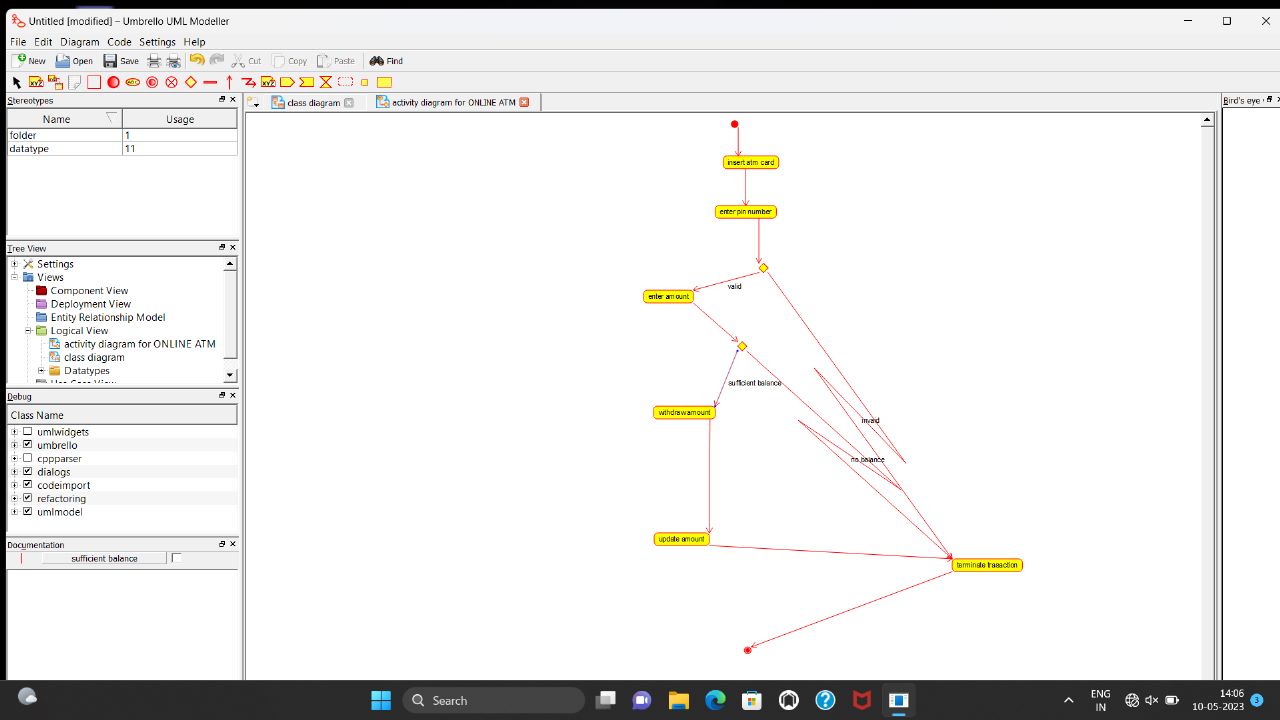 Untitled [modified] – Umbrello UML Modeller
File Edit Diagram Code Settings Help
New Open Save Cut Copy Paste Find
Stereotypes
Name Usage
folder 1
datatype 11
Tree View
Settings
Views
Component View
Deployment View
Entity Relationship Model
Logical View
activity diagram for ONLINE ATM
class diagram
Datatypes
Debug
Class Name
umlwidgets
umbrello
cppparser
dialogs
codeimport
refactoring
umlmodel
Documentation
sufficient balance
class diagram activity diagram for ONLINE ATM
Bird's eye
insert atm card
enter pin number
valid
enter amount
sufficient balance
withdraw amount
invalid
no balance
update amount
terminate trasaction
Search
ENG
IN
14:06
10-05-2023
3